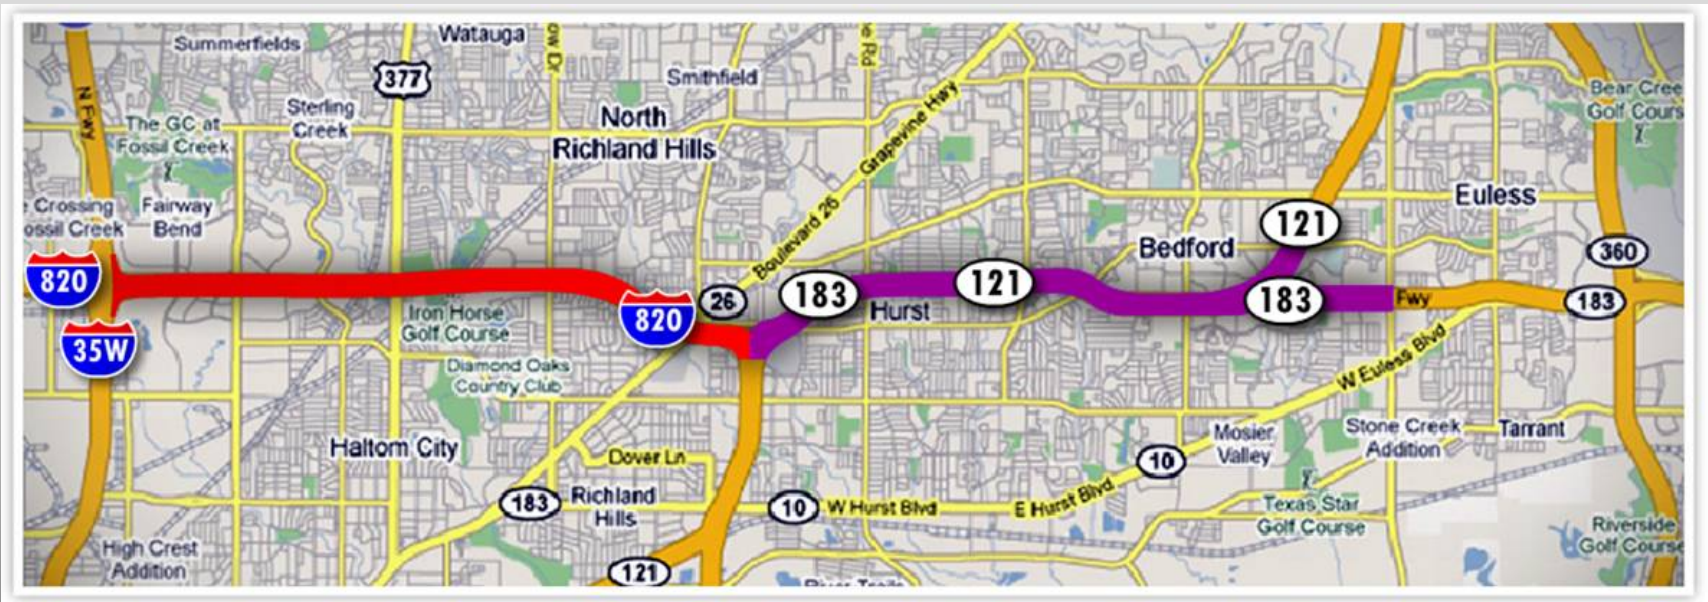 Summerfields
Watauga
377
Smithfield
N Fwy
Sterling
Creek
The GC at
Fossil Creek
North
Richland Hills
Grapevine Hwy
Boulevard 26
Bear Cree
Golf Cours
Crossing
ossil Creek
Fairway
Bend
Euless
121
Bedford
360
820
26
183
121
183
Fwy
183
Hurst
820
35W
Iron Horse
Golf Course
Diamond Oaks
Country Club
W Euless Blvd
Haltom City
Dover Ln
Mosier
Valley
Stone Creek
Addition
Tarrant
10
183
Richland
Hills
10
W Hurst Blvd
E Hurst Blvd
Texas Star
Golf Course
Riverside
Golf Course
High Crest
Addition
121